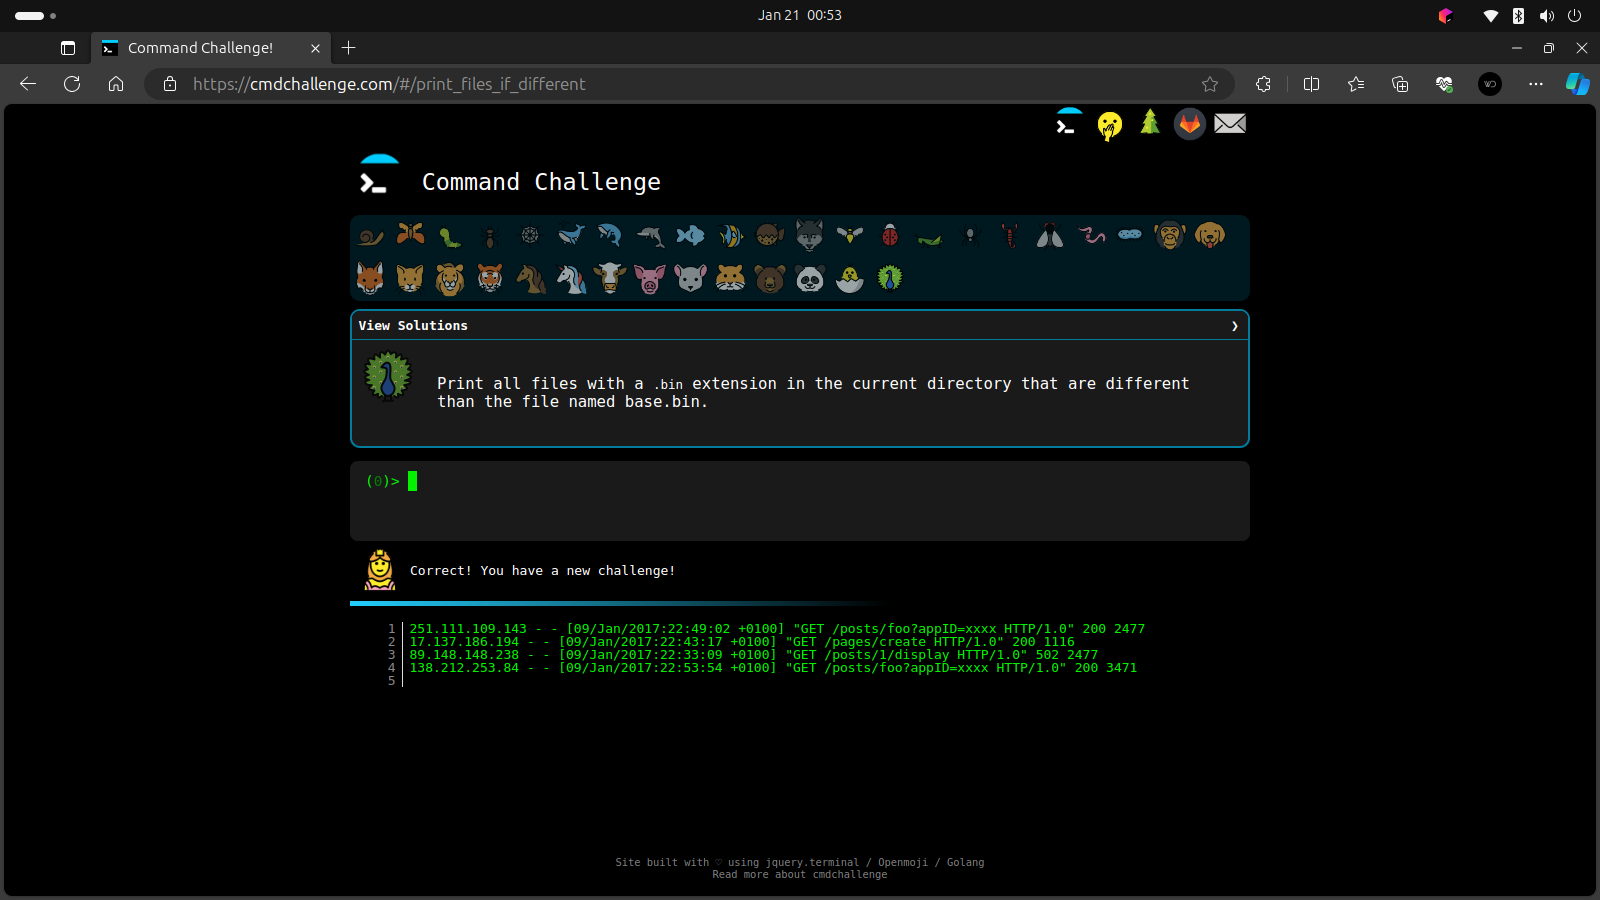 Jan 21 00:53
Command Challenge!
https://cmdchallenge.com/#/print_files_if_different
Command Challenge
View Solutions
Print all files with a .bin extension in the current directory that are different
than the file named base.bin.
(0)>
Correct! You have a new challenge!
1 251.111.109.143 - - [09/Jan/2017:22:49:02 +0100] "GET /posts/foo?appID=xxxx HTTP/1.0" 200 2477
2 17.137.186.194 - - [09/Jan/2017:22:43:17 +0100] "GET /pages/create HTTP/1.0" 200 1116
3 89.148.148.238 - - [09/Jan/2017:22:33:09 +0100] "GET /posts/1/display HTTP/1.0" 502 2477
4 138.212.253.84 - - [09/Jan/2017:22:53:54 +0100] "GET /posts/foo?appID=xxxx HTTP/1.0" 200 3471
5
Site built with ♡ using jquery.terminal / Openmoji / Golang
Read more about cmdchallenge